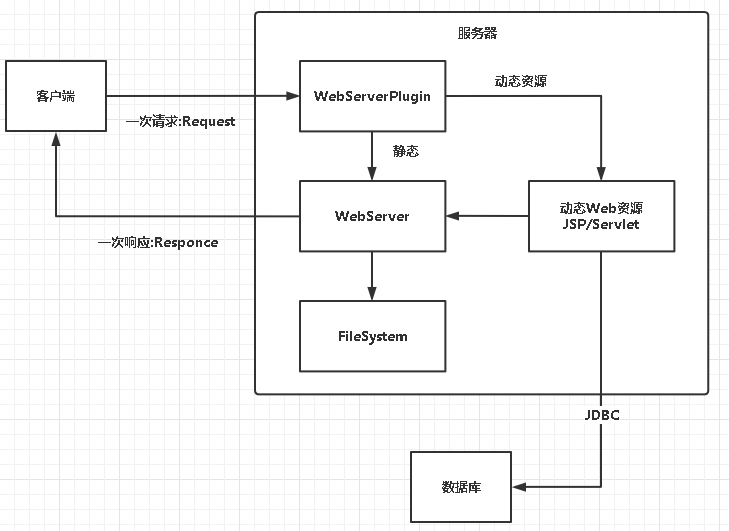 服务器
客户端
WebServerPlugin
动态资源
一次请求:Request
静态
WebServer
动态Web资源
JSP/Servlet
一次响应:Responce
FileSystem
JDBC
数据库